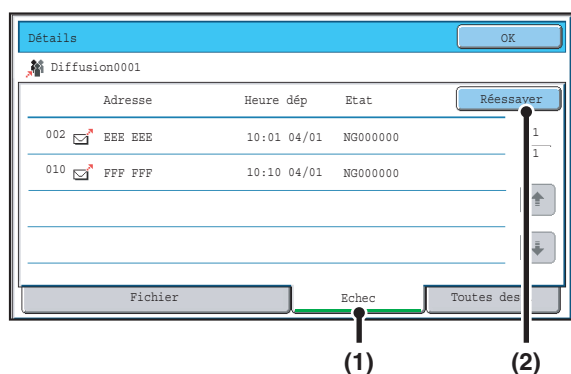 Détails OK
Diffusion0001
Adresse Heure dép Etat Réessayer
002 EEE EEE 10:01 04/01 NG000000 1
1
010 FFF FFF 10:10 04/01 NG000000
Fichier Echec Toutes des
(1) (2)